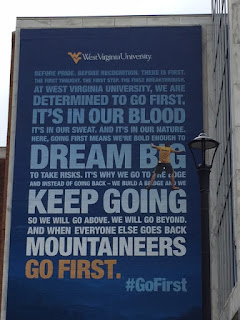 West Virginia University.
BEFORE PRIDE. BEFORE RECOGNITION. THERE IS FIRST.
THE FIRST THOUGHT. THE FIRST STEP. THE FIRST BREAKTHROUGH.
AT WEST VIRGINIA UNIVERSITY, WE ARE
DETERMINED TO GO FIRST.
IT'S IN OUR BLOOD
IT'S IN OUR SWEAT. AND IT'S IN OUR NATURE.
HERE, GOING FIRST MEANS WE'RE BOLD ENOUGH TO
DREAM BIG
TO TAKE RISKS. IT'S WHY WE GO TO THE EDGE
AND INSTEAD OF GOING BACK – WE BUILD A BRIDGE AND WE
KEEP GOING
SO WE WILL GO ABOVE. WE WILL GO BEYOND.
AND WHEN EVERYONE ELSE GOES BACK
MOUNTAINEERS
GO FIRST.
#GoFirst